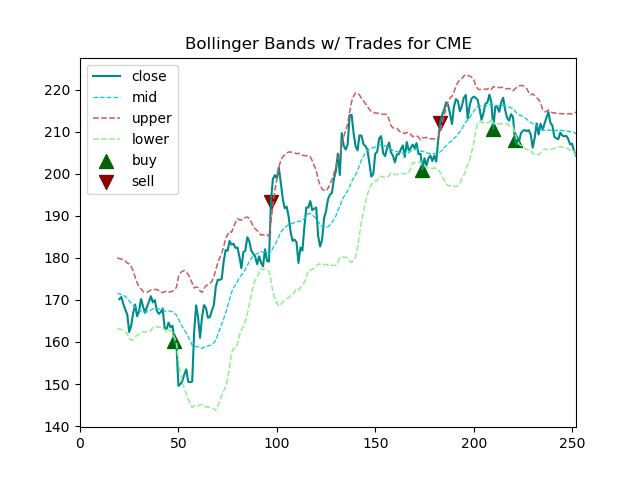 Bollinger Bands w/ Trades for CME
close
mid
upper
lower
buy
sell
220
210
200
190
180
170
160
150
140
0 50 100 150 200 250